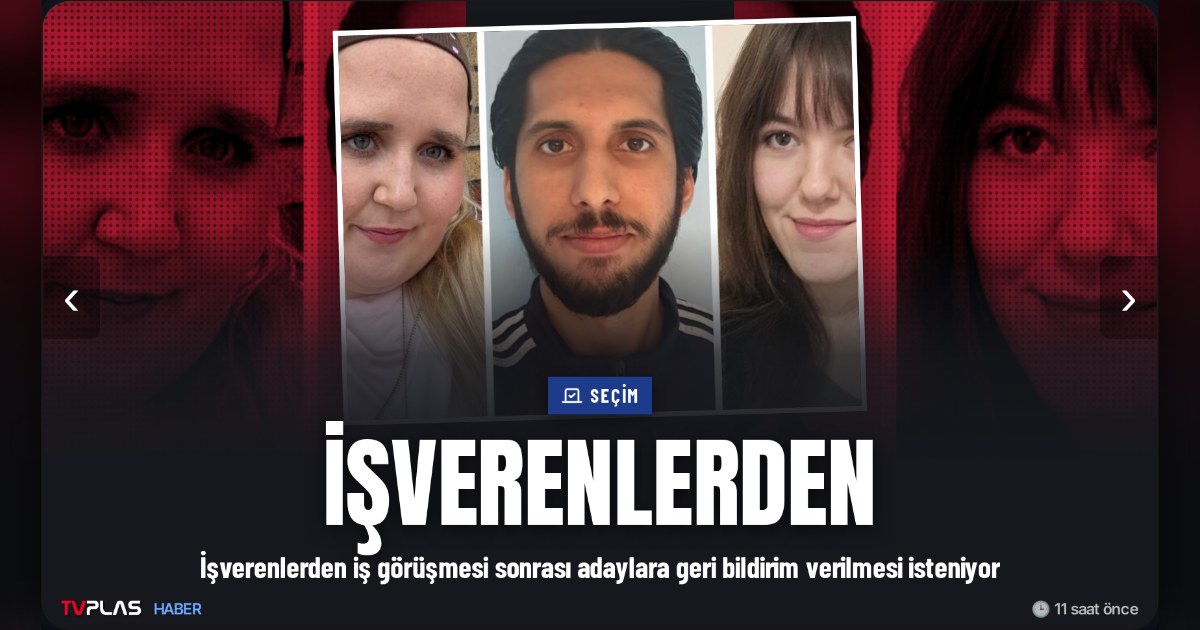 SEÇİM
İŞVERENLERDEN
İşverenlerden iş görüşmesi sonrası adaylara geri bildirim verilmesi isteniyor
TVPLAS HABER
11 saat önce